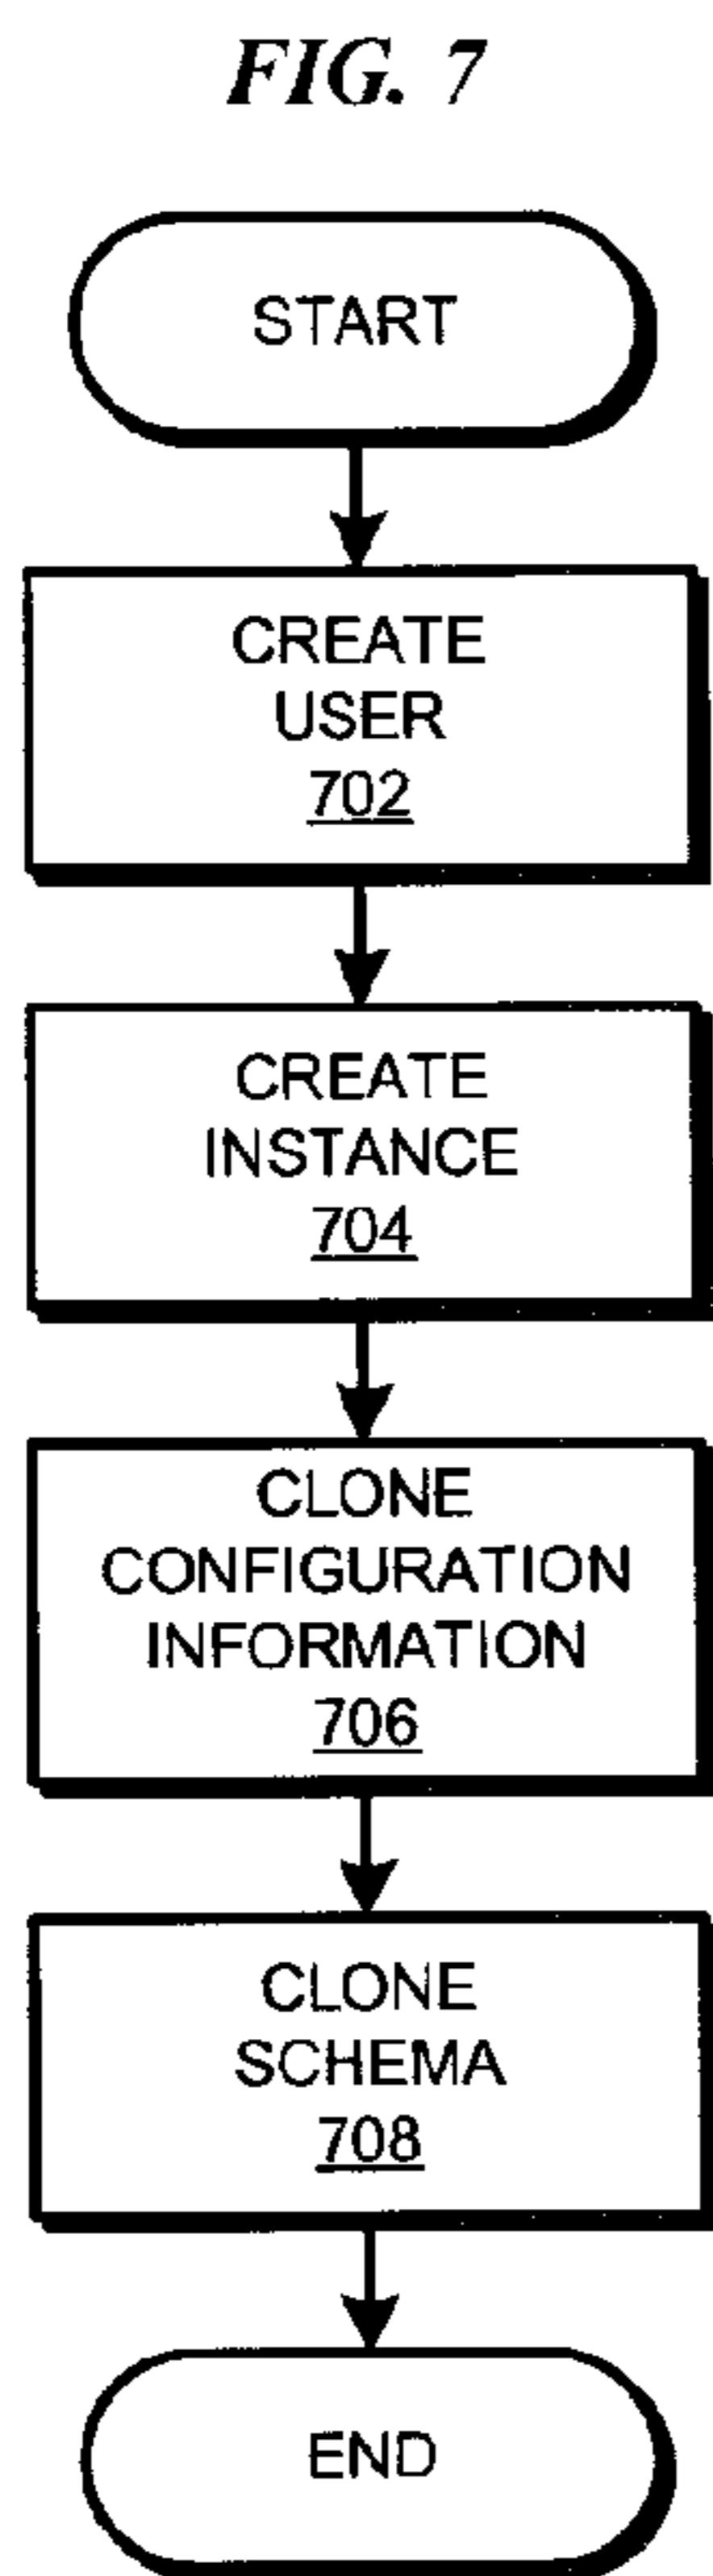 FIG. 7
START
CREATE
USER
702
CREATE
INSTANCE
704
CLONE
CONFIGURATION
INFORMATION
706
CLONE
SCHEMA
708
END